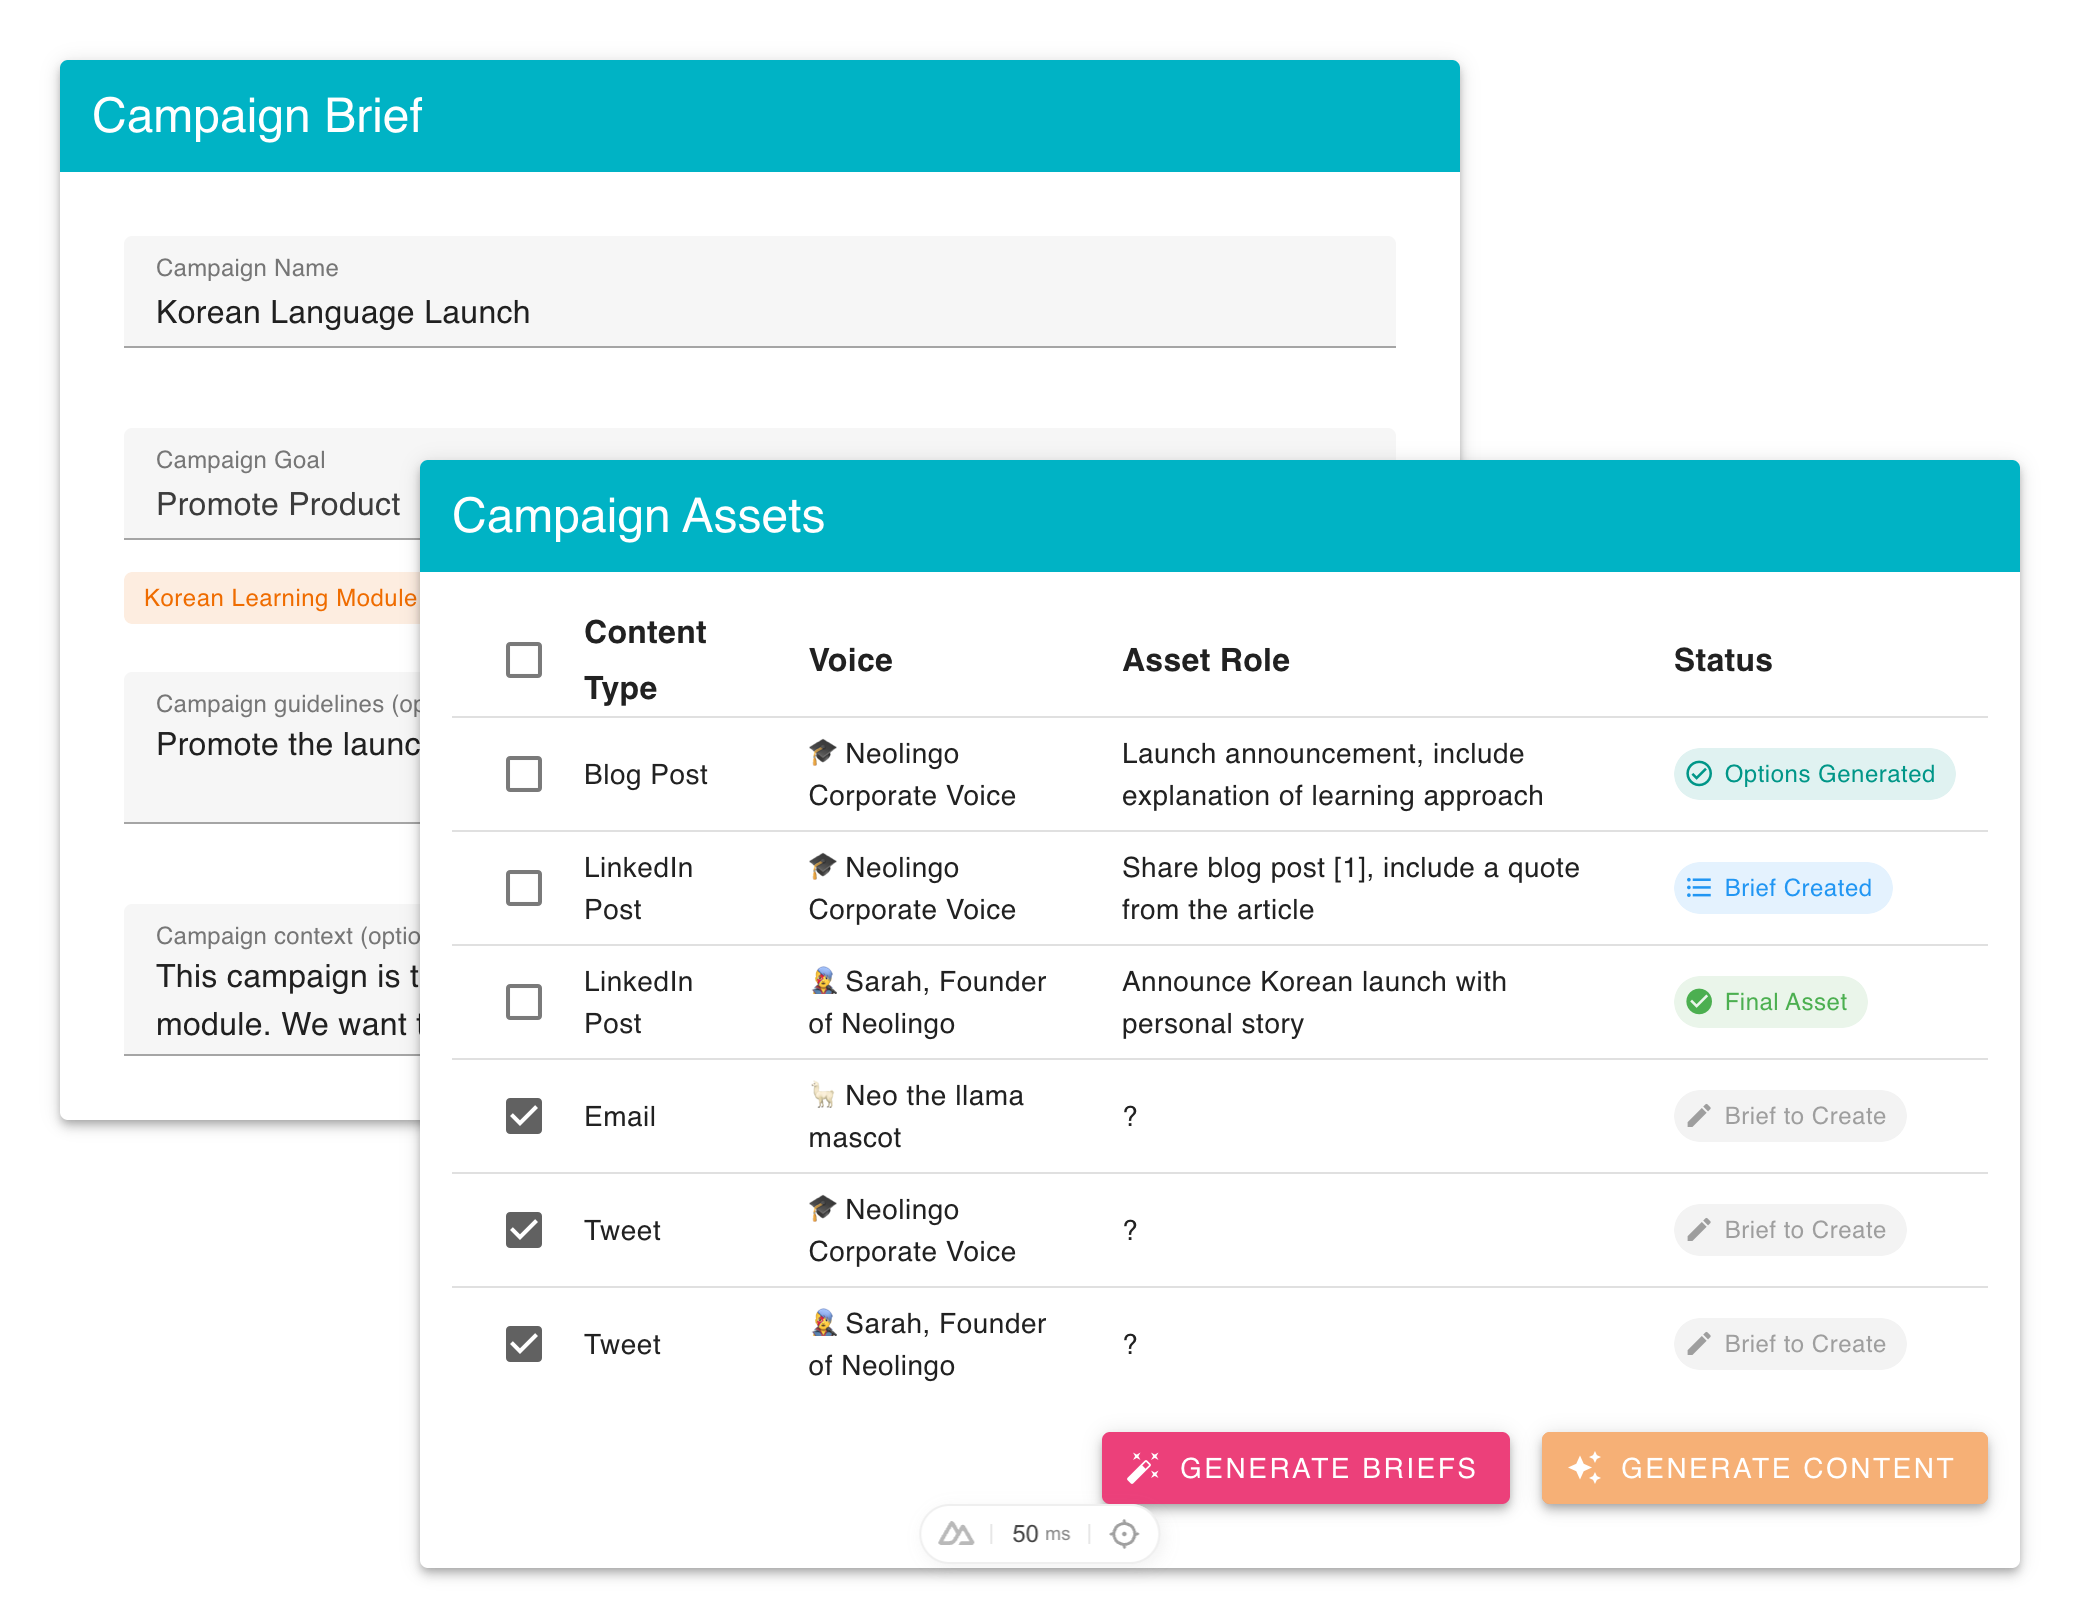 Campaign Brief
Campaign Name
Korean Language Launch
Campaign Goal
Promote Product
Korean Learning Module
Campaign guidelines
Promote the
Campaign context
This campaign is
module. We want
Campaign Assets
Content
Type
Voice
Asset Role
Status
Blog Post
🎓 Neolingo
Corporate Voice
Launch announcement, include
explanation of learning approach
Options Generated
LinkedIn
Post
🎓 Neolingo
Corporate Voice
Share blog post [1], include a quote
from the article
Brief Created
LinkedIn
Post
👩‍🎤 Sarah, Founder
of Neolingo
Announce Korean launch with
personal story
Final Asset
Email
🦙 Neo the llama
mascot
?
Brief to Create
Tweet
🎓 Neolingo
Corporate Voice
?
Brief to Create
Tweet
👩‍🎤 Sarah, Founder
of Neolingo
?
Brief to Create
GENERATE BRIEFS
GENERATE CONTENT
50 ms